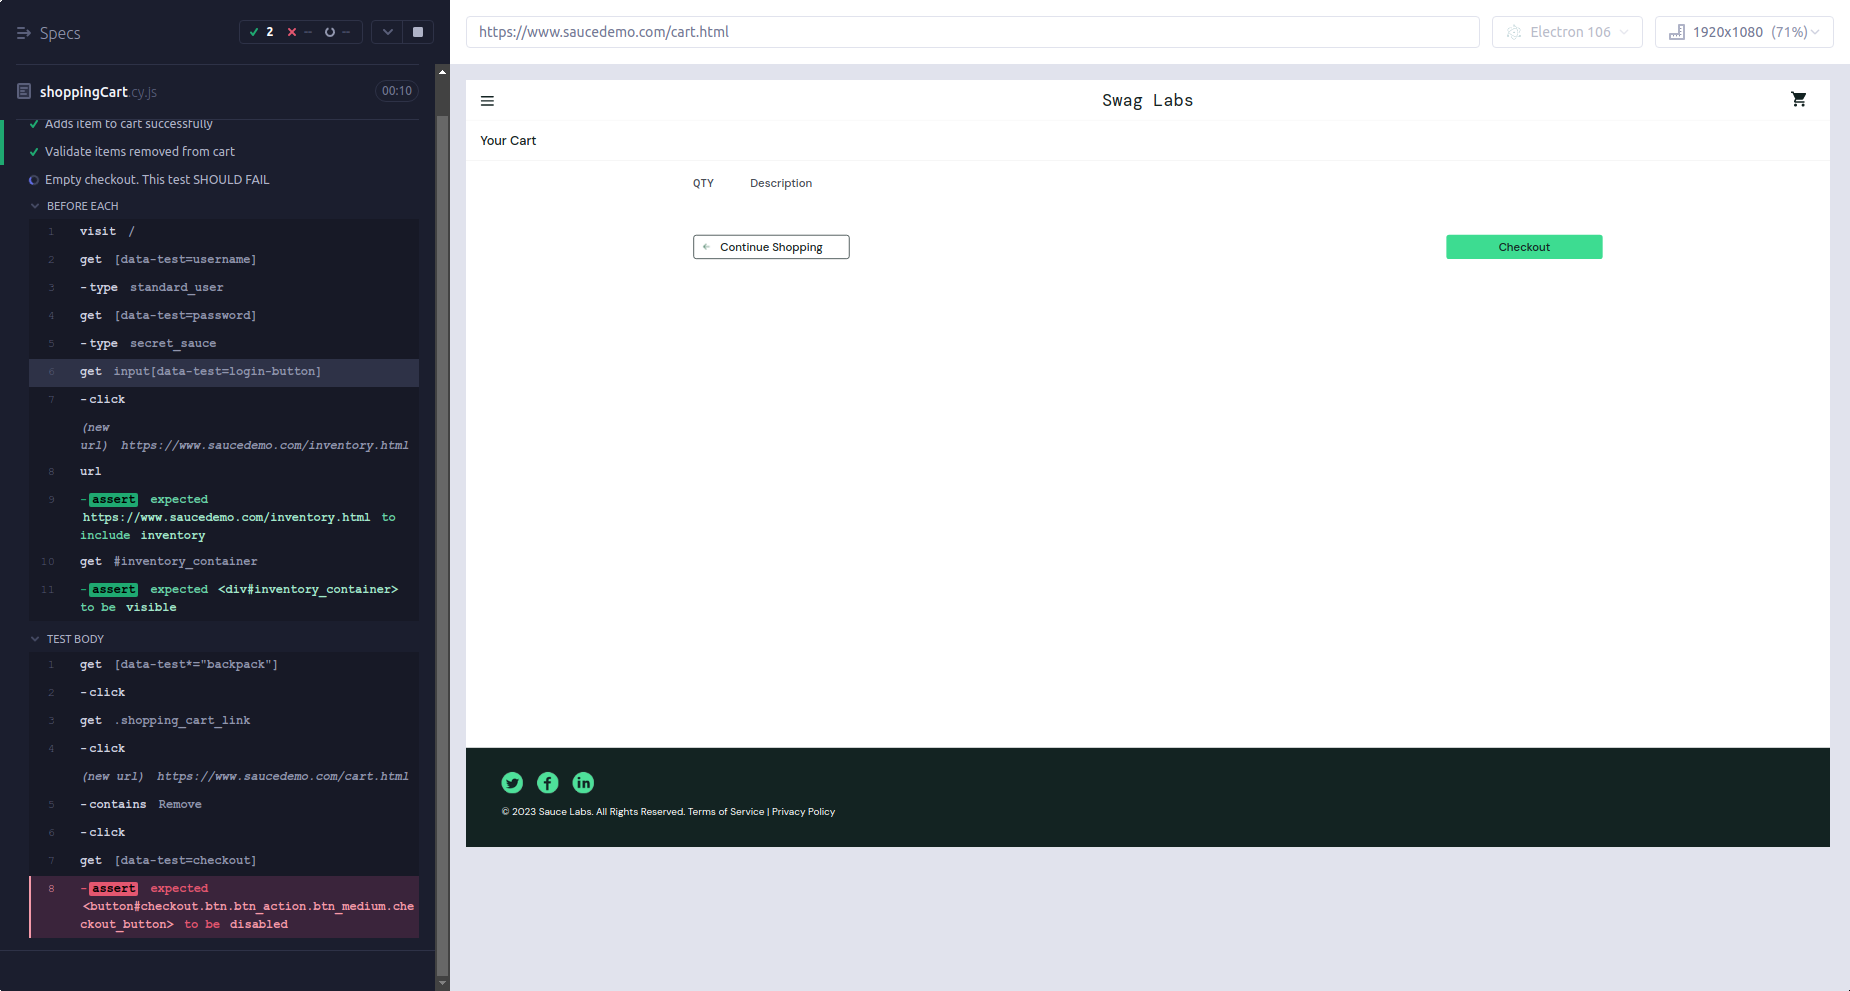 Specs
2 -- --
shoppingCart.cy.js
00:10
Adds item to cart successfully
Validate items removed from cart
Empty checkout. This test SHOULD FAIL
BEFORE EACH
1 visit /
2 get [data-test=username]
3 -type standard_user
4 get [data-test=password]
5 -type secret_sauce
6 get input[data-test=login-button]
7 -click
(new
url) https://www.saucedemo.com/inventory.html
8 url
9 -assert expected
https://www.saucedemo.com/inventory.html to
include inventory
10 get #inventory_container
11 -assert expected <div#inventory_container>
to be visible
TEST BODY
1 get [data-test*="backpack"]
2 -click
3 get .shopping_cart_link
4 -click
(new url) https://www.saucedemo.com/cart.html
5 -contains Remove
6 -click
7 get [data-test=checkout]
8 -assert expected
<button#checkout.btn.btn_action.btn_medium.che
ckout_button> to be disabled
https://www.saucedemo.com/cart.html
Electron 106
1920x1080 (71%)
Swag Labs
Your Cart
QTY Description
Continue Shopping
Checkout
© 2023 Sauce Labs. All Rights Reserved. Terms of Service | Privacy Policy